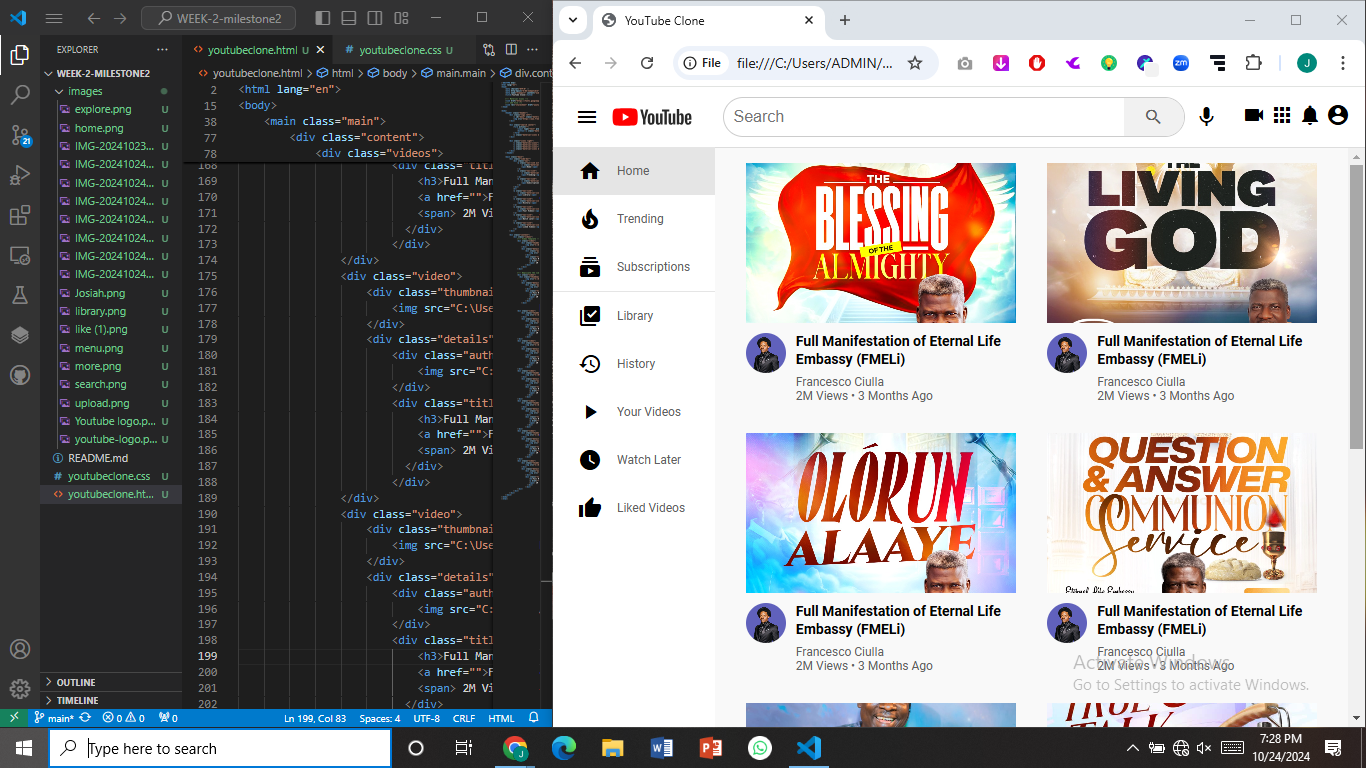 WEEK-2-milestone2
EXPLORER
WEEK-2-MILESTONE2
images
explore.png U
home.png U
IMG-20241023... U
IMG-20241024... U
IMG-20241024... U
IMG-20241024... U
IMG-20241024... U
IMG-20241024... U
IMG-20241024... U
IMG-20241024... U
Josiah.png U
library.png U
like (1).png U
menu.png U
more.png U
search.png U
upload.png U
Youtube logo.p... U
youtube-logo.p... U
README.md
youtubeclone.css U
youtubeclone.ht... U
OUTLINE
TIMELINE
21
youtubeclone.html U
youtubeclone.css U
youtubeclone.html > html > body > main.main > div.cont
2 <html lang="en">
15 <body>
38 <main class="main">
77 <div class="content">
78 <div class="videos">
168 <div class="titl
169 <h3>Full Man
170 <a href="">F
171 <span> 2M Vi
172 </div>
173 </div>
174 </div>
175 <div class="video">
176 <div class="thumbnai
177 <img src="C:\Use
178 </div>
179 <div class="details"
180 <div class="auth
181 <img src="C:
182 </div>
183 <div class="titl
184 <h3>Full Man
185 <a href="">F
186 <span> 2M Vi
187 </div>
188 </div>
189 </div>
190 <div class="video">
191 <div class="thumbnai
192 <img src="C:\Use
193 </div>
194 <div class="details"
195 <div class="auth
196 <img src="C:
197 </div>
198 <div class="titl
199 <h3>Full Man
200 <a href="">F
201 <span> 2M Vi
202 </div>
main* 0 0 0 Ln 199, Col 83 Spaces: 4 UTF-8 CRLF HTML
YouTube Clone
File file:///C:/Users/ADMIN/... zm J
YouTube
Search
Home
Trending
Subscriptions
Library
History
Your Videos
Watch Later
Liked Videos
THE
BLESSING
OF THE
ALMIGHTY
Full Manifestation of Eternal Life
Embassy (FMELi)
Francesco Ciulla
2M Views • 3 Months Ago
THE
LIVING
GOD
Full Manifestation of Eternal Life
Embassy (FMELi)
Francesco Ciulla
2M Views • 3 Months Ago
OLÓRUN
ALAAYE
Full Manifestation of Eternal Life
Embassy (FMELi)
Francesco Ciulla
2M Views • 3 Months Ago
QUESTION
& ANSWER
COMMUNION
Service
Eternal Life Embassy
Full Manifestation of Eternal Life
Embassy (FMELi)
Francesco Ciulla
2M Views • 3 Months Ago
TRUE
TALK
Activate Windows
Go to Settings to activate Windows.
Type here to search
7:28 PM
10/24/2024